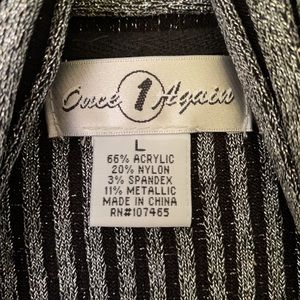 Once 1 Again
L
66% ACRYLIC
20% NYLON
3% SPANDEX
11% METALLIC
MADE IN CHINA
RN#107465